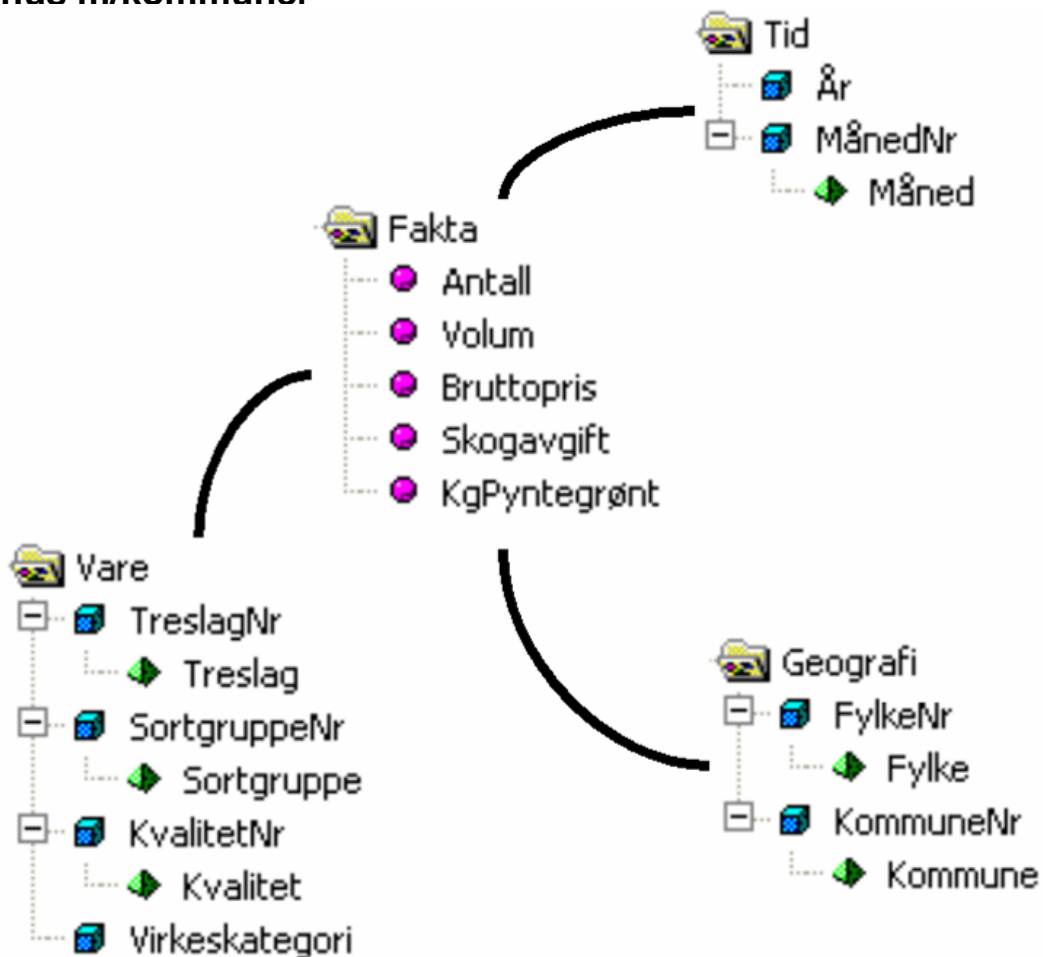 Tid
År
MånedNr
Måned
Fakta
Antall
Volum
Bruttopris
Skogavgift
KgPyntegrønt
Vare
TreslagNr
Treslag
SortgruppeNr
Sortgruppe
KvalitetNr
Kvalitet
Virkeskategori
Geografi
FylkeNr
Fylke
KommuneNr
Kommune